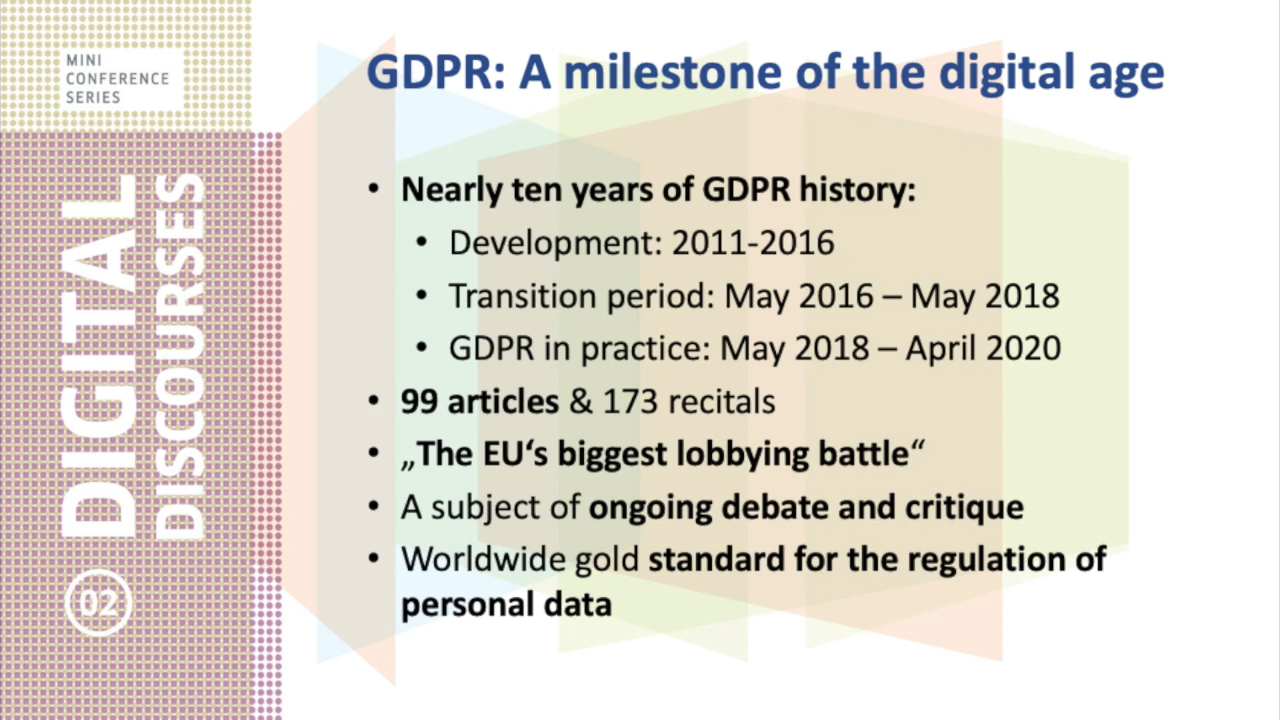 MINI
CONFERENCE
SERIES
DIGITAL
DISCOURSES
02
GDPR: A milestone of the digital age
• Nearly ten years of GDPR history:
• Development: 2011-2016
• Transition period: May 2016 – May 2018
• GDPR in practice: May 2018 – April 2020
• 99 articles & 173 recitals
• „The EU‘s biggest lobbying battle“
• A subject of ongoing debate and critique
• Worldwide gold standard for the regulation of
personal data